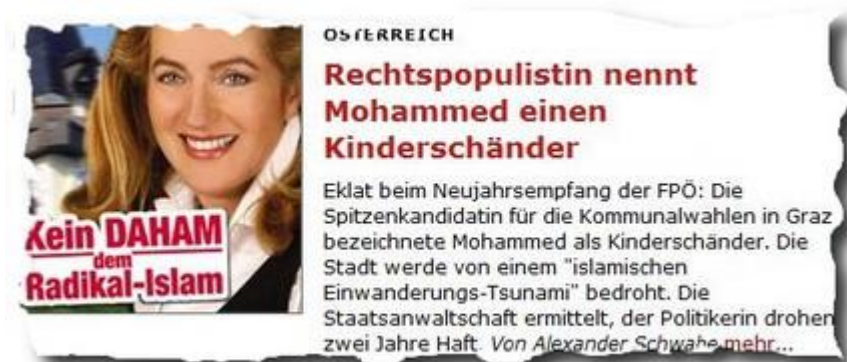 Kein DAHAM
dem
Radikal-Islam
ÖSTERREICH
Rechtspopulistin nennt
Mohammed einen
Kinderschänder
Eklat beim Neujahrsempfang der FPÖ: Die
Spitzenkandidatin für die Kommunalwahlen in Graz
bezeichnete Mohammed als Kinderschänder. Die
Stadt werde von einem "islamischen
Einwanderungs-Tsunami" bedroht. Die
Staatsanwaltschaft ermittelt, der Politikerin drohen
zwei Jahre Haft. Von Alexander Schwabe mehr...